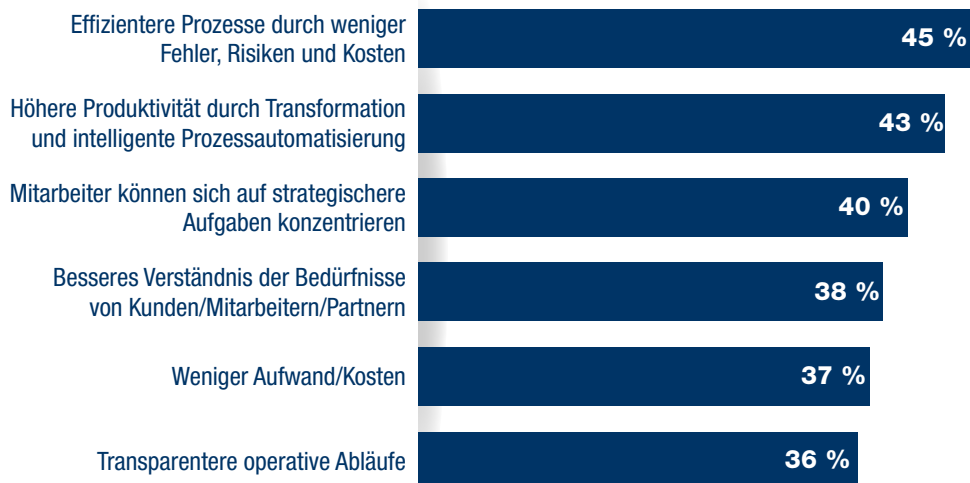 Effizientere Prozesse durch weniger
Fehler, Risiken und Kosten
45 %
Höhere Produktivität durch Transformation
und intelligente Prozessautomatisierung
43 %
Mitarbeiter können sich auf strategischere
Aufgaben konzentrieren
40 %
Besseres Verständnis der Bedürfnisse
von Kunden/Mitarbeitern/Partnern
38 %
Weniger Aufwand/Kosten
37 %
Transparentere operative Abläufe
36 %